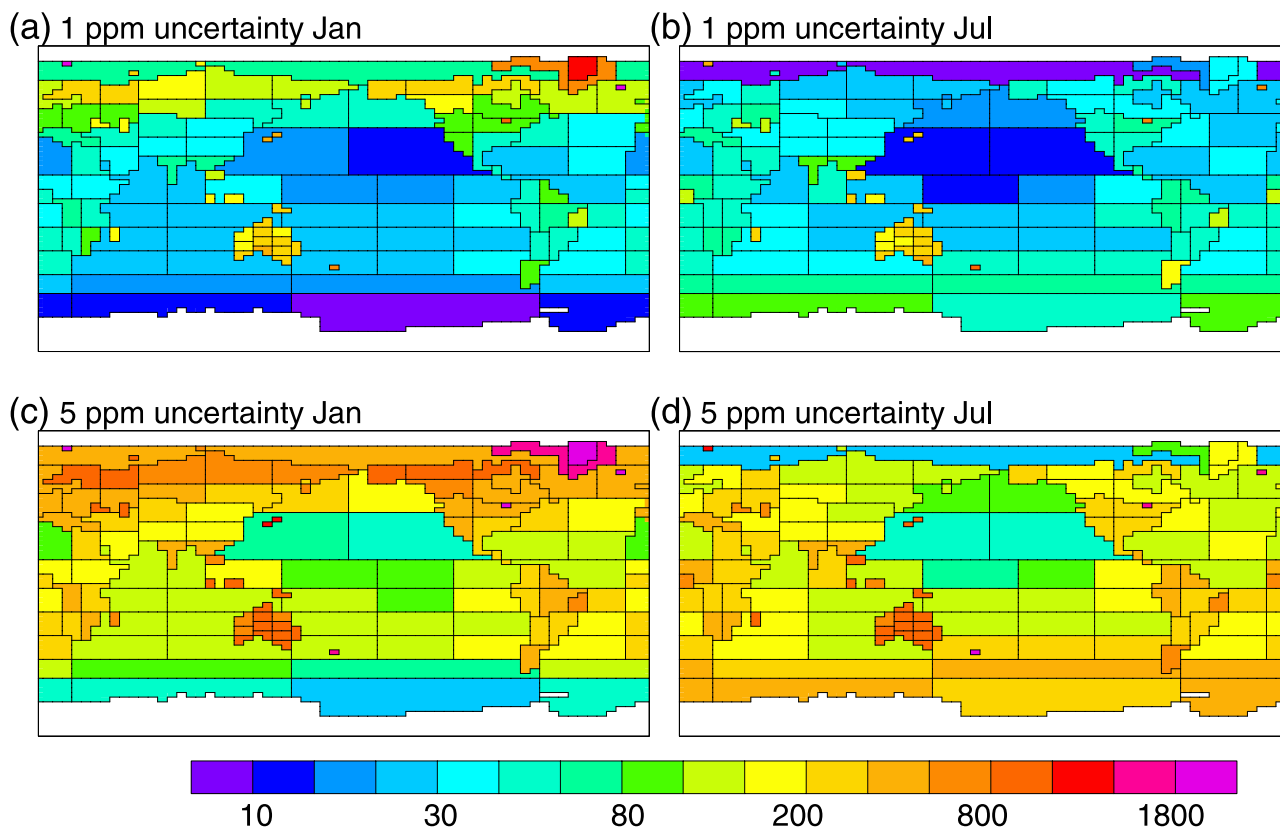 (a) 1 ppm uncertainty Jan
(b) 1 ppm uncertainty Jul
(c) 5 ppm uncertainty Jan
(d) 5 ppm uncertainty Jul
10 30 80 200 800 1800